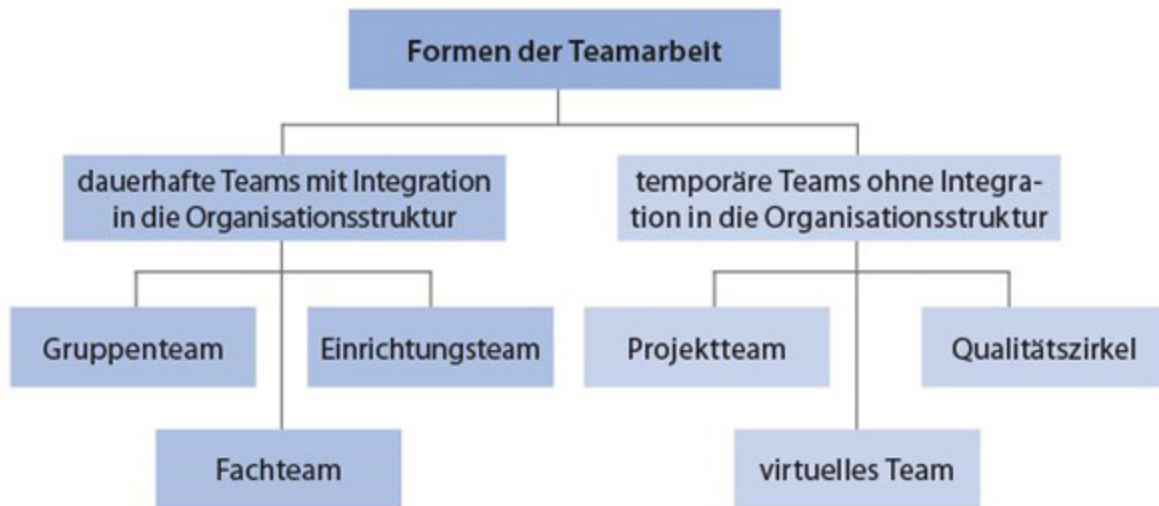 Formen der Teamarbeit
dauerhafte Teams mit Integration
in die Organisationsstruktur
temporäre Teams ohne Integra-
tion in die Organisationsstruktur
Gruppenteam
Einrichtungsteam
Projektteam
Qualitätszirkel
Fachteam
virtuelles Team